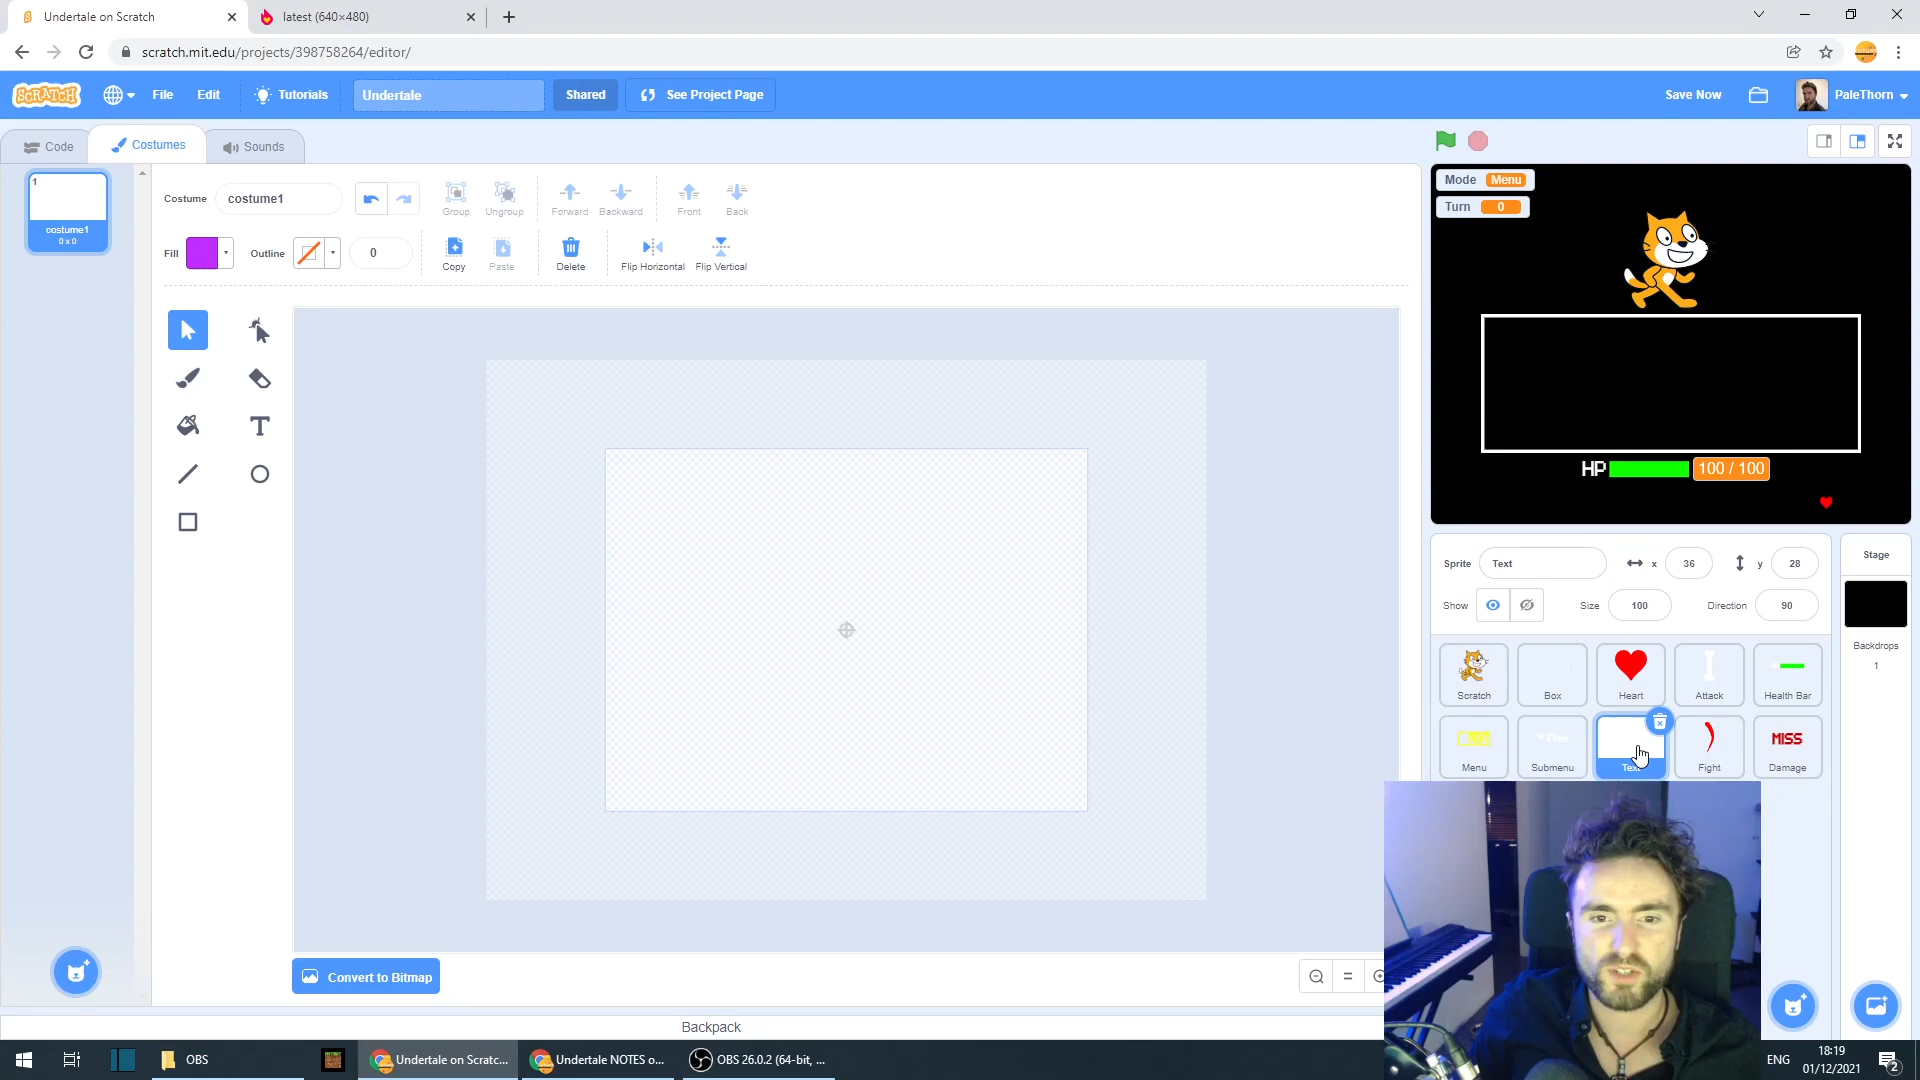 Undertale on Scratch
latest (640×480)
scratch.mit.edu/projects/398758264/editor/
SCRATCH
File
Edit
Tutorials
Undertale
Shared
See Project Page
Save Now
PaleThorn
Code
Costumes
Sounds
1
costume1
0 x 0
Costume
costume1
Group
Ungroup
Forward
Backward
Front
Back
Fill
Outline
0
Copy
Paste
Delete
Flip Horizontal
Flip Vertical
T
Convert to Bitmap
Backpack
Mode Menu
Turn 0
HP 100 / 100
Sprite
Text
x
36
y
28
Show
Size
100
Direction
90
Stage
Backdrops
1
Scratch
Box
Heart
Attack
Health Bar
Menu
Flee
Submenu
Text
Fight
MISS
Damage
OBS
Undertale on Scratc...
Undertale NOTES o...
OBS 26.0.2 (64-bit, ...
ENG
18:19
01/12/2021
2